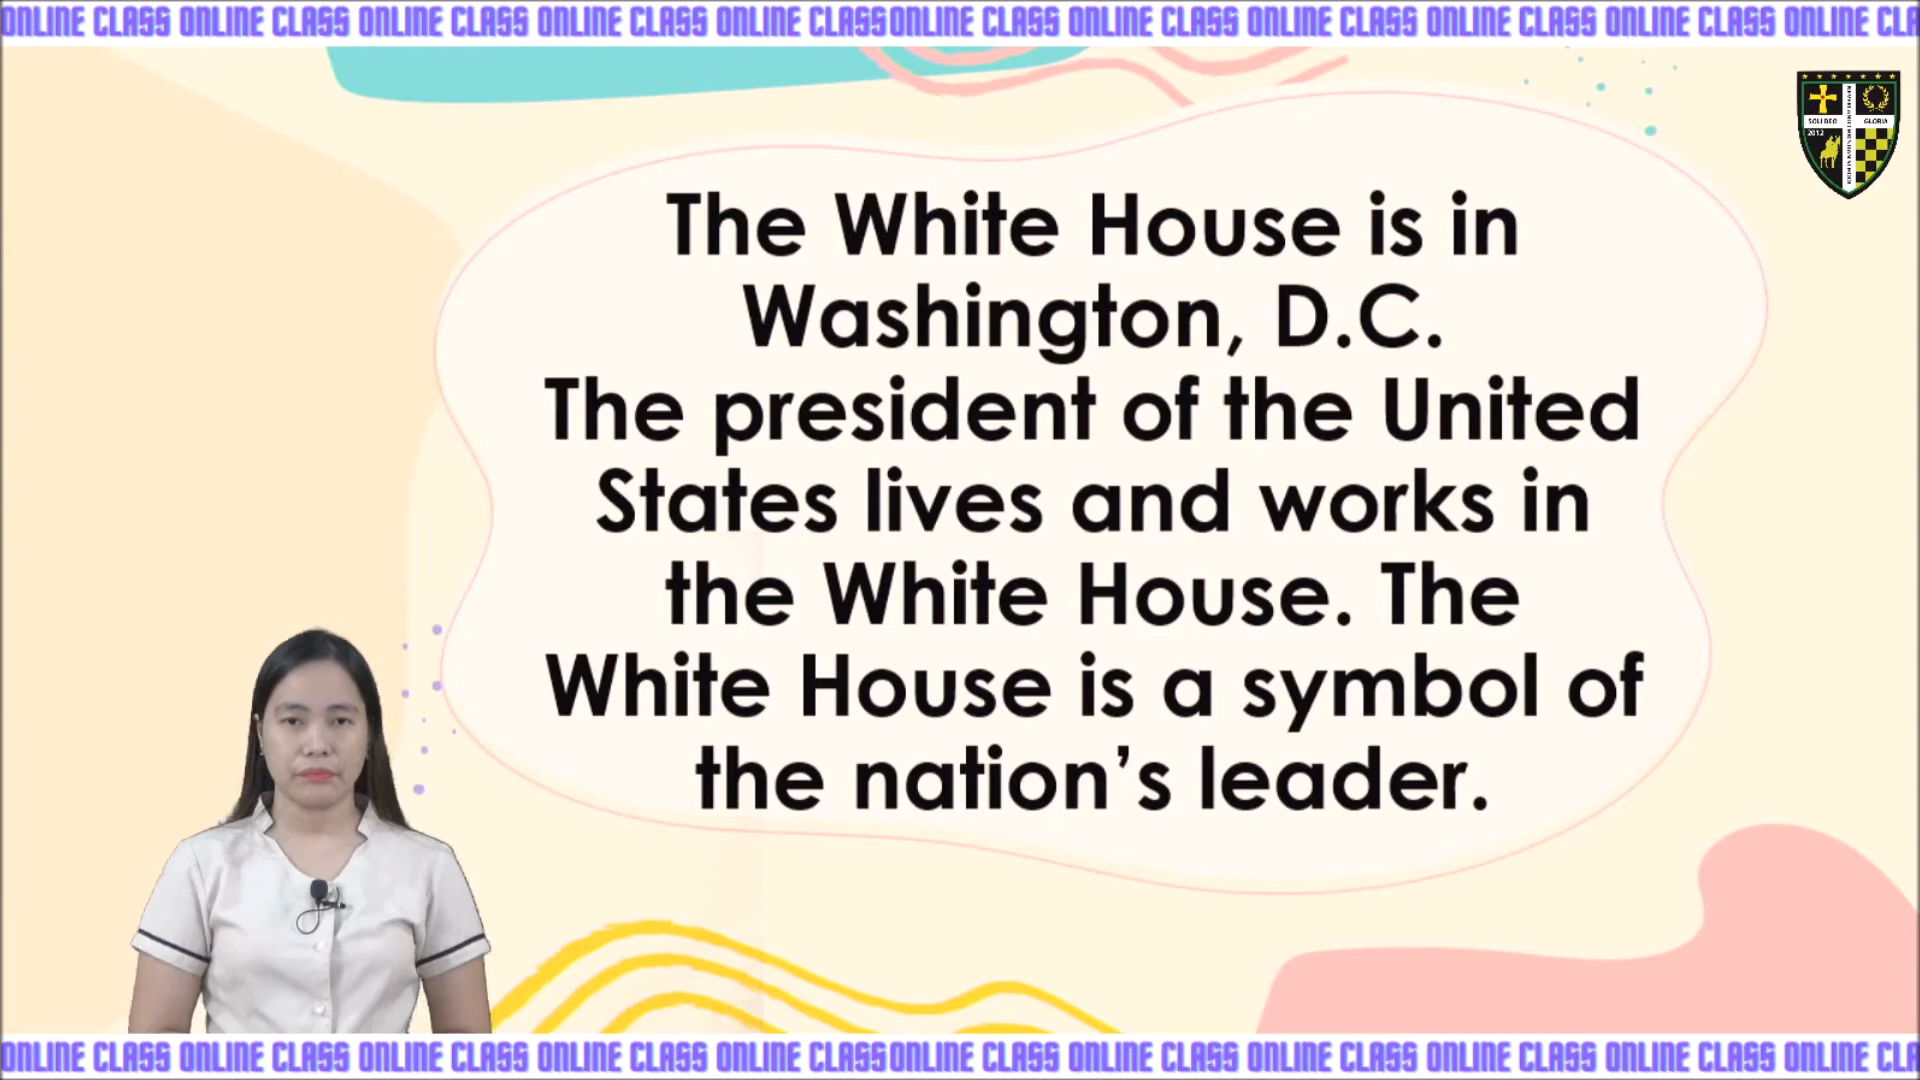 ONLINE CLASS ONLINE CLASS ONLINE CLASS ONLINE CLASS ONLINE CLASS ONLINE CLASS ONLINE CLASS ONLINE CLASS ONLINE CLASS ONLINE CLASS ONLINE
SOLI DEO GLORIA
2012
The White House is in
Washington, D.C.
The president of the United
States lives and works in
the White House. The
White House is a symbol of
the nation’s leader.
ONLINE CLASS ONLINE CLASS ONLINE CLASS ONLINE CLASS ONLINE CLASS ONLINE CLASS ONLINE CLASS ONLINE CLASS ONLINE CLASS ONLINE CLASS ONLINE